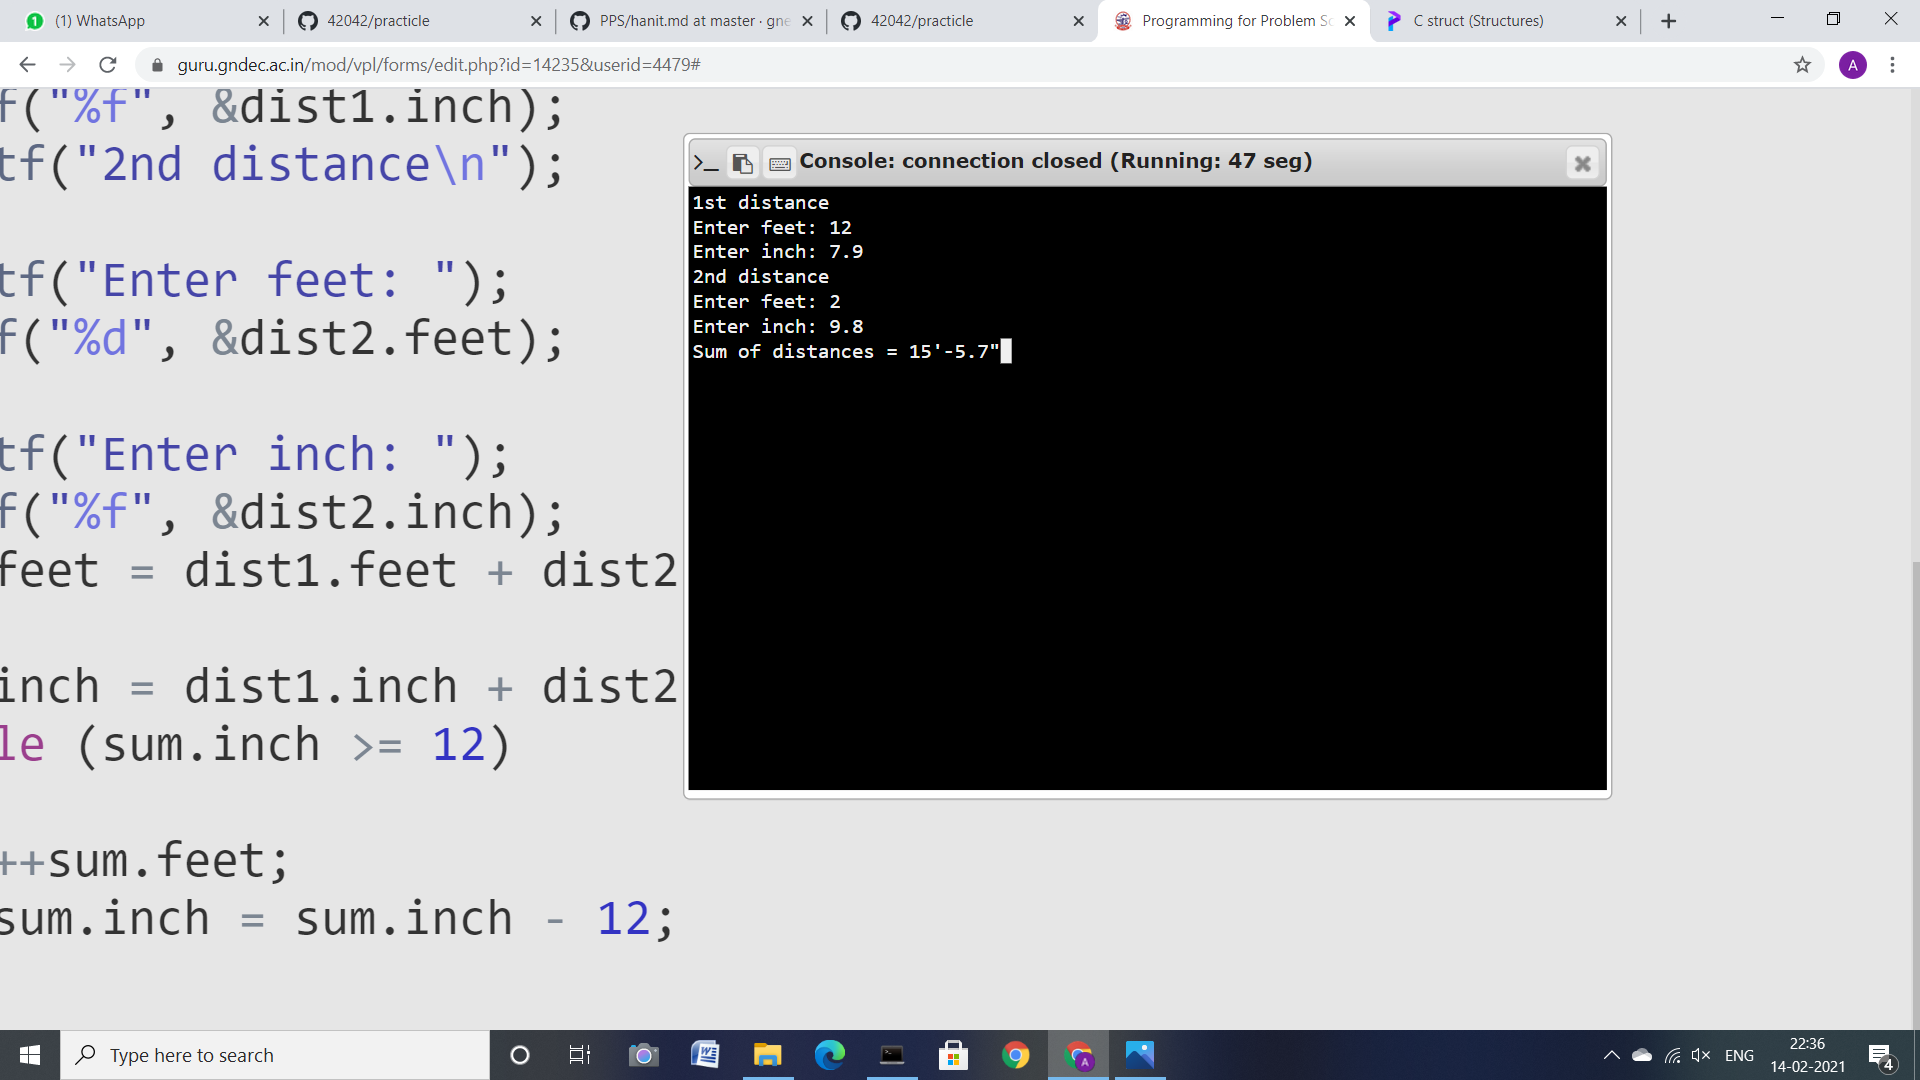 (1) WhatsApp
42042/practicle
PPS/hanit.md at master · gne
42042/practicle
Programming for Problem So
C struct (Structures)
guru.gndec.ac.in/mod/vpl/forms/edit.php?id=14235&userid=4479#
A
f("%f", &dist1.inch);
tf("2nd distance\n");
tf("Enter feet: ");
f("%d", &dist2.feet);
tf("Enter inch: ");
f("%f", &dist2.inch);
feet = dist1.feet + dist2
inch = dist1.inch + dist2
le (sum.inch >= 12)
++sum.feet;
sum.inch = sum.inch - 12;
Console: connection closed (Running: 47 seg)
1st distance
Enter feet: 12
Enter inch: 7.9
2nd distance
Enter feet: 2
Enter inch: 9.8
Sum of distances = 15'-5.7"
Type here to search
ENG
22:36
14-02-2021
4